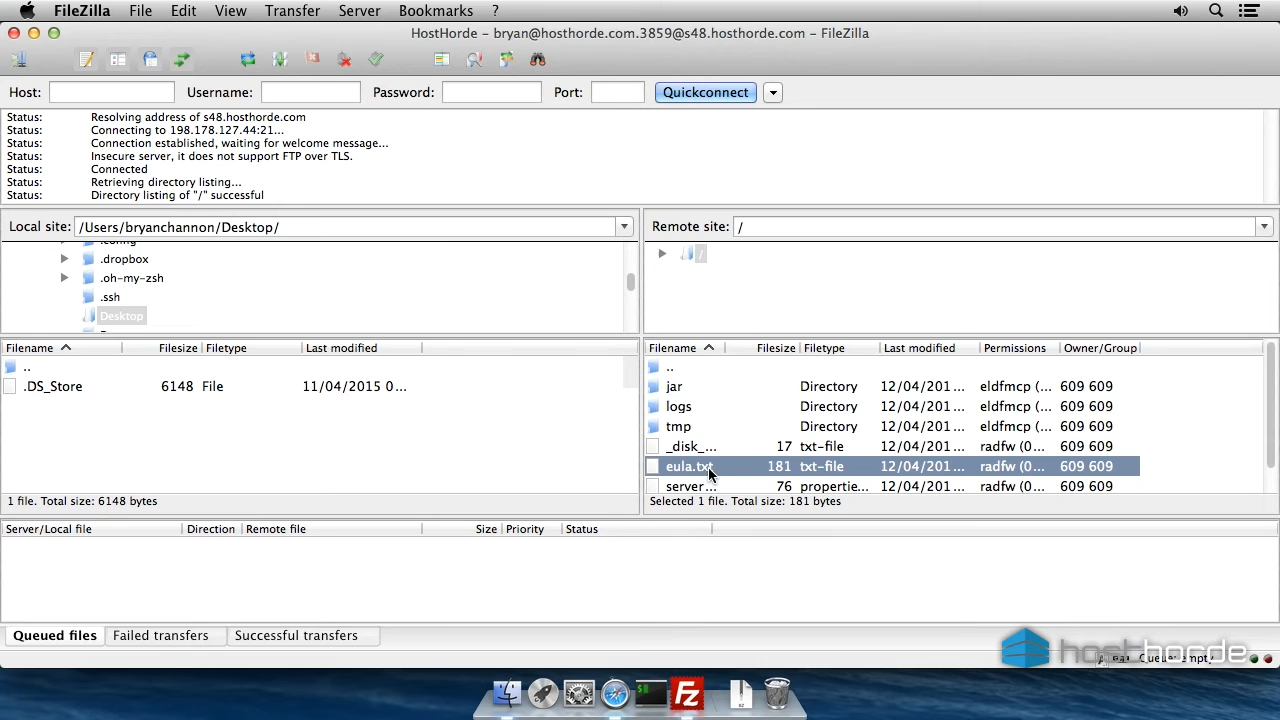 FileZilla File Edit View Transfer Server Bookmarks ?
HostHorde - bryan@hosthorde.com.3859@s48.hosthorde.com - FileZilla
Host: Username: Password: Port: Quickconnect
Status: Resolving address of s48.hosthorde.com
Status: Connecting to 198.178.127.44:21...
Status: Connection established, waiting for welcome message...
Status: Insecure server, it does not support FTP over TLS.
Status: Connected
Status: Retrieving directory listing...
Status: Directory listing of "/" successful
Local site: /Users/bryanchannon/Desktop/
Remote site: /
.config
.dropbox
.oh-my-zsh
.ssh
Desktop
/
Filename Filesize Filetype Last modified
..
.DS_Store 6148 File 11/04/2015 0...
1 file. Total size: 6148 bytes
Filename Filesize Filetype Last modified Permissions Owner/Group
..
jar Directory 12/04/201... eldfmcp (... 609 609
logs Directory 12/04/201... eldfmcp (... 609 609
tmp Directory 12/04/201... eldfmcp (... 609 609
_disk_... 17 txt-file 12/04/201... radfw (0... 609 609
eula.txt 181 txt-file 12/04/201... radfw (0... 609 609
server... 76 propertie... 12/04/201... radfw (0... 609 609
Selected 1 file. Total size: 181 bytes
Server/Local file Direction Remote file Size Priority Status
Queued files Failed transfers Successful transfers
hosthorde
Queue: empty
Fz